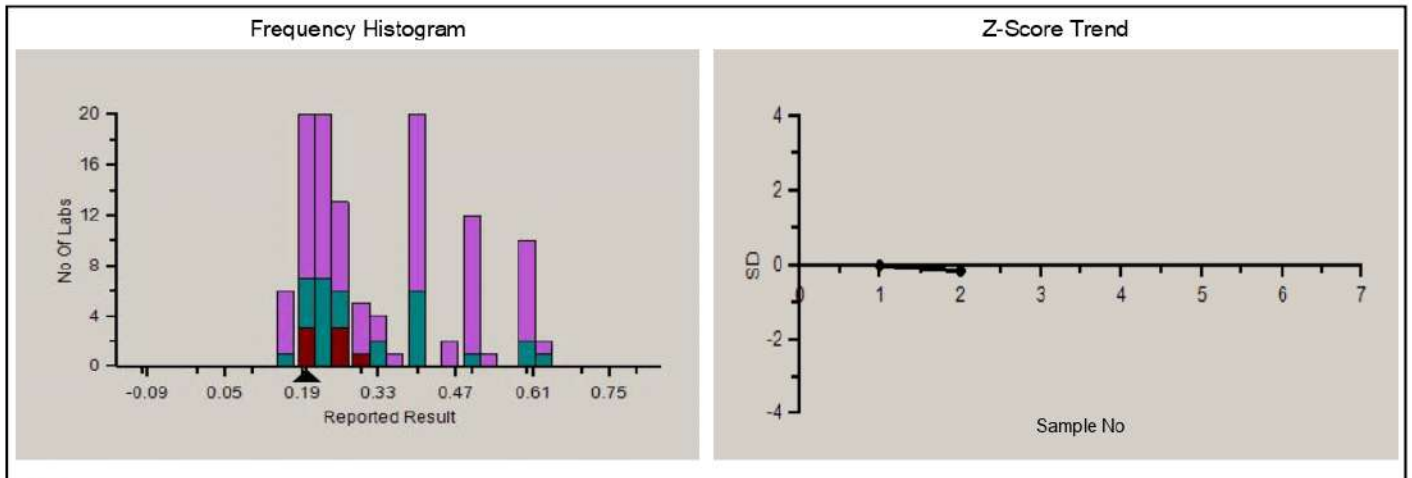 Frequency Histogram
20
16
12
8
4
0
No Of Labs
-0.09 0.05 0.19 0.33 0.47 0.61 0.75
Reported Result
Z-Score Trend
4
2
0
-2
-4
SD
0 1 2 3 4 5 6 7
Sample No